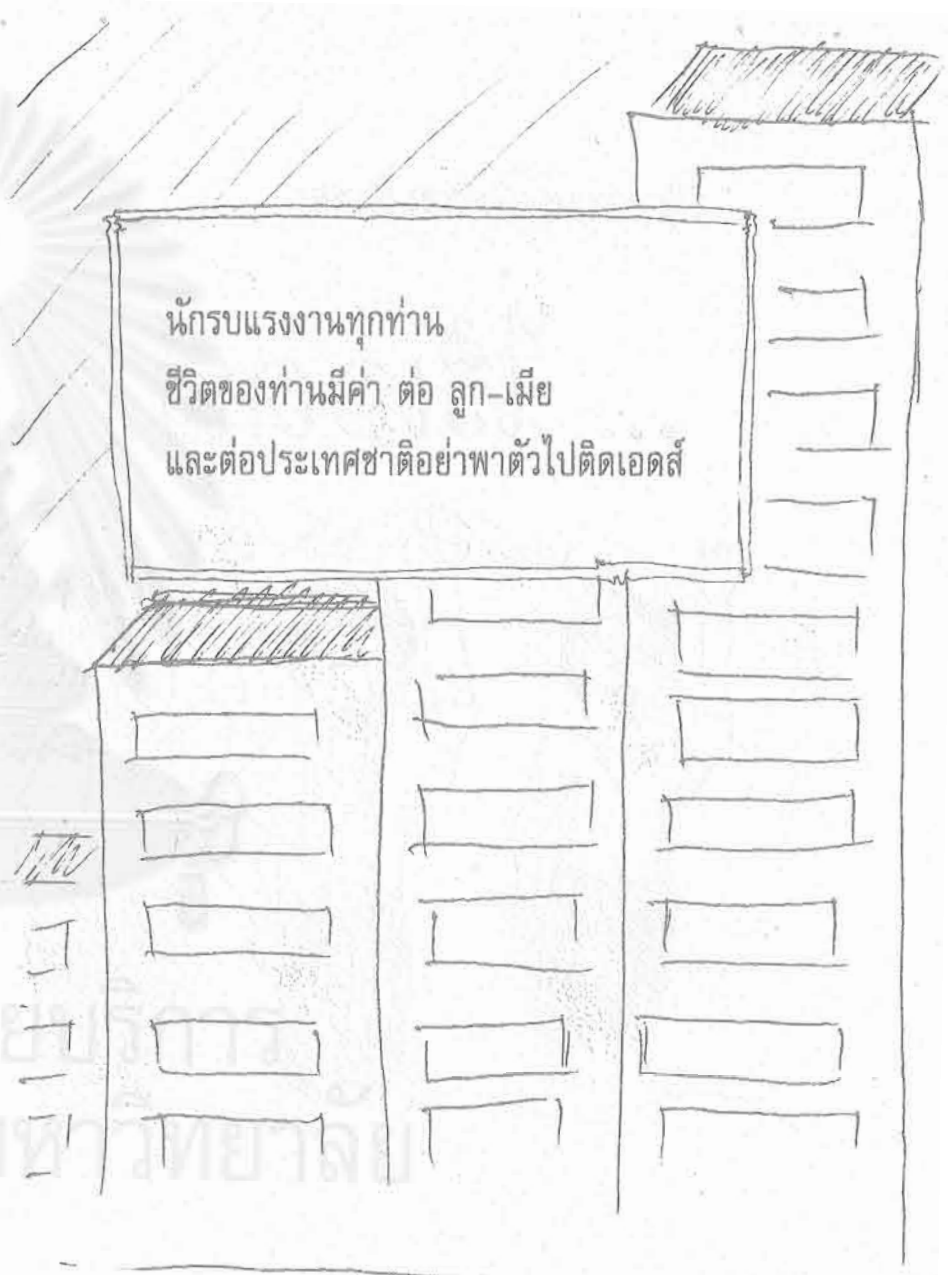 นักรบแรงงานทุกท่าน
ชีวิตของท่านมีค่า ต่อ ลูก-เมีย
และต่อประเทศชาติอย่าพาตัวไปติดเอดส์